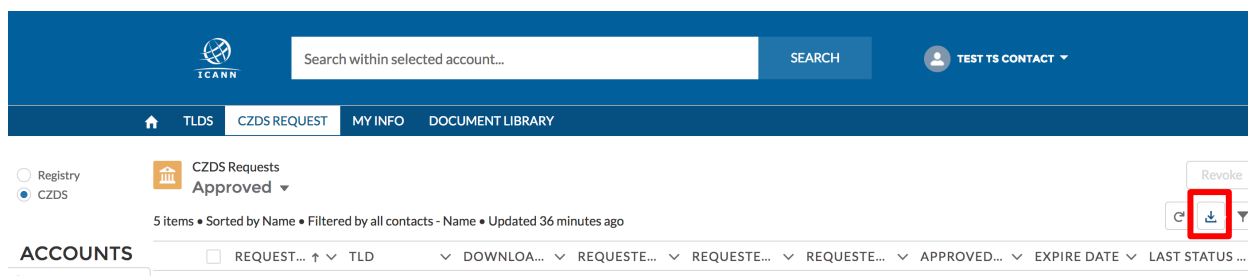 ICANN
Search within selected account...
SEARCH
TEST TS CONTACT
TLDS
CZDS REQUEST
MY INFO
DOCUMENT LIBRARY
Registry
CZDS
CZDS Requests
Approved
Revoke
5 items • Sorted by Name • Filtered by all contacts - Name • Updated 36 minutes ago
ACCOUNTS
REQUEST... TLD DOWNLOA... REQUESTE... REQUESTE... REQUESTE... APPROVED... EXPIRE DATE LAST STATUS ...